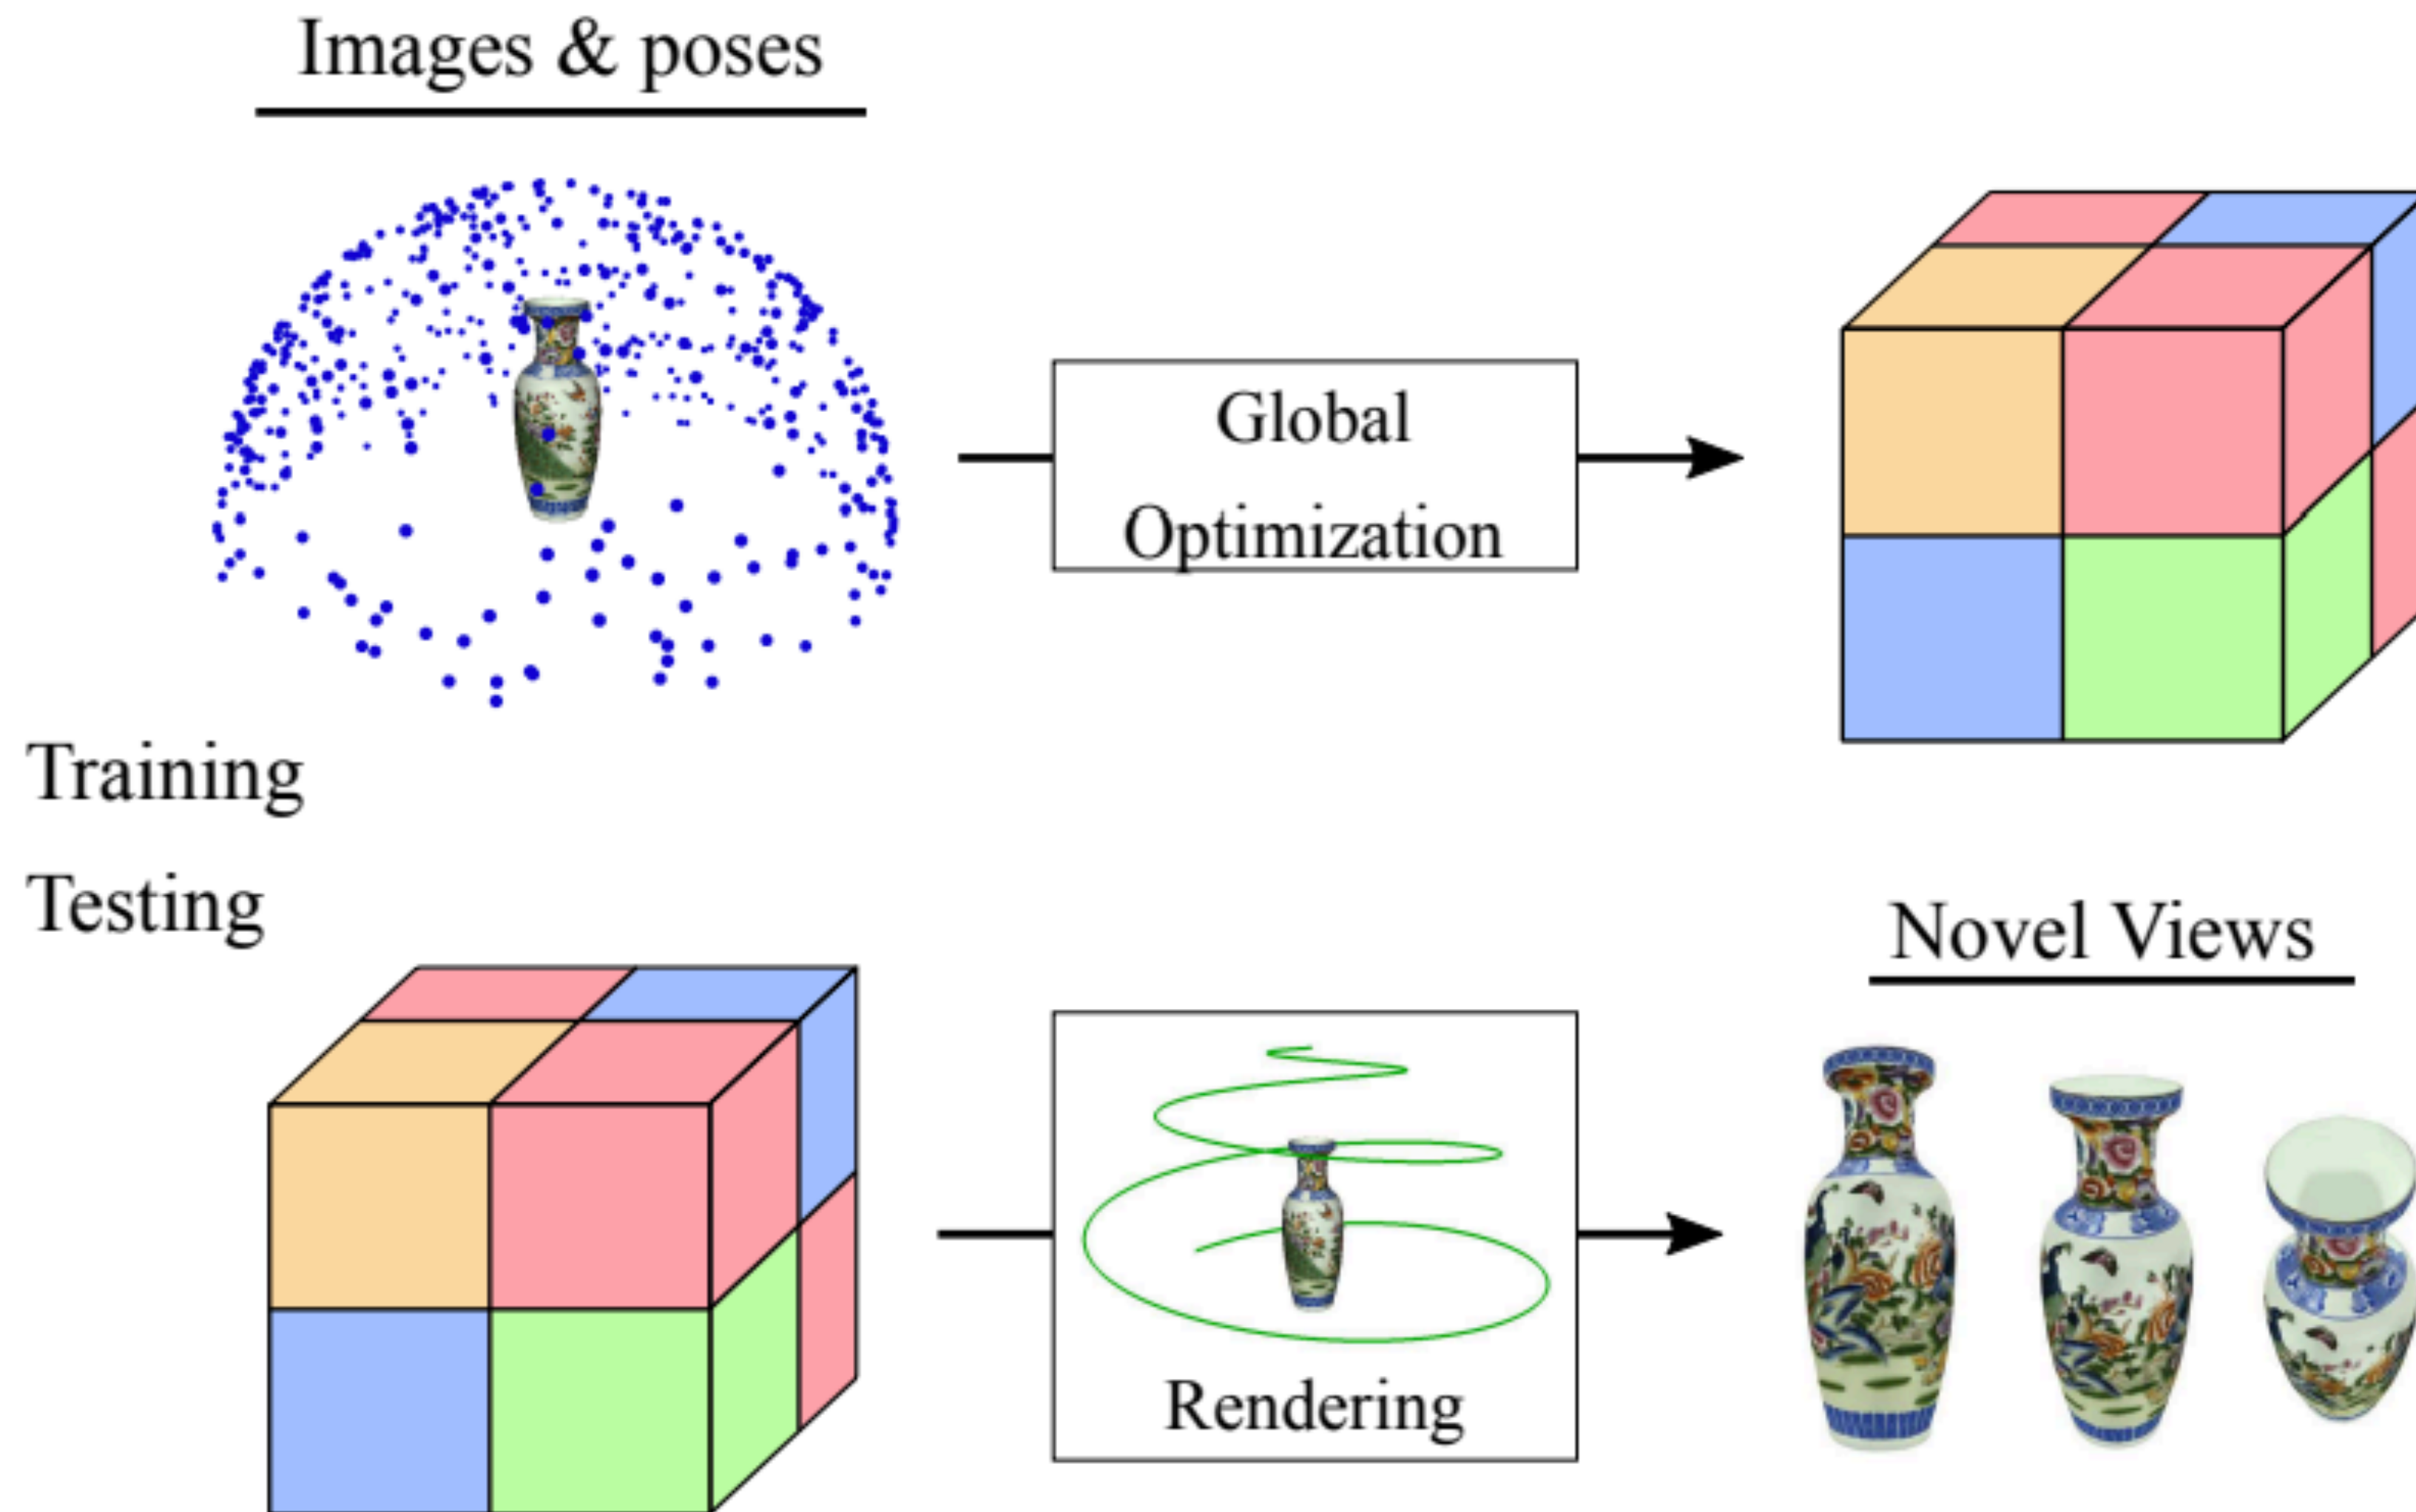 Images & poses
Global
Optimization
Training
Testing
Novel Views
Rendering